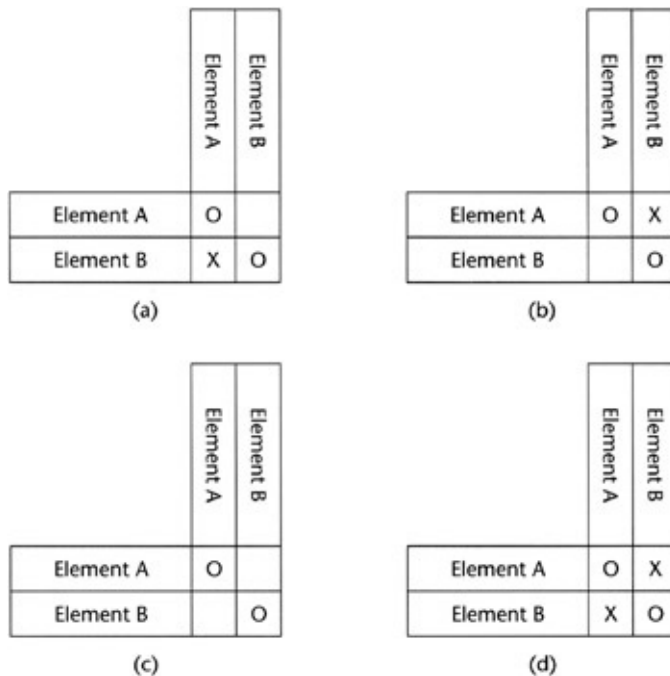 Element A
Element B
Element A O
Element B X O
(a)
Element A
Element B
Element A O X
Element B O
(b)
Element A
Element B
Element A O
Element B O
(c)
Element A
Element B
Element A O X
Element B X O
(d)